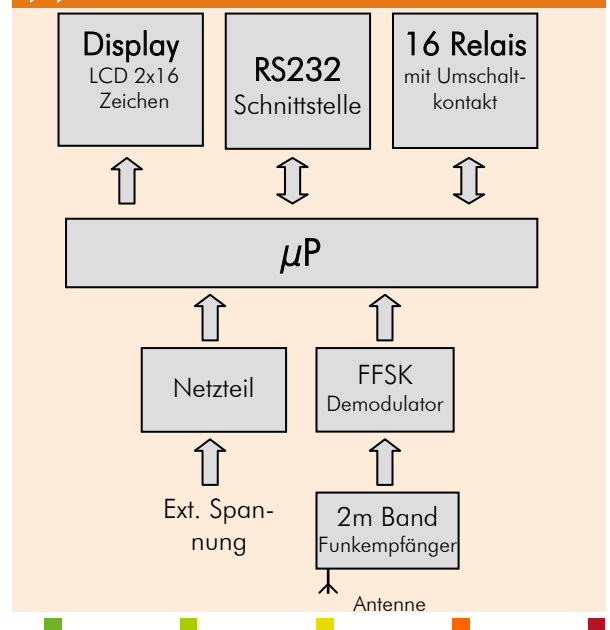 Display
LCD 2x16
Zeichen
RS232
Schnittstelle
16 Relais
mit Umschalt-
kontakt
µP
Netzteil
FFSK
Demodulator
Ext. Span-
nung
2m Band
Funkempfänger
Antenne